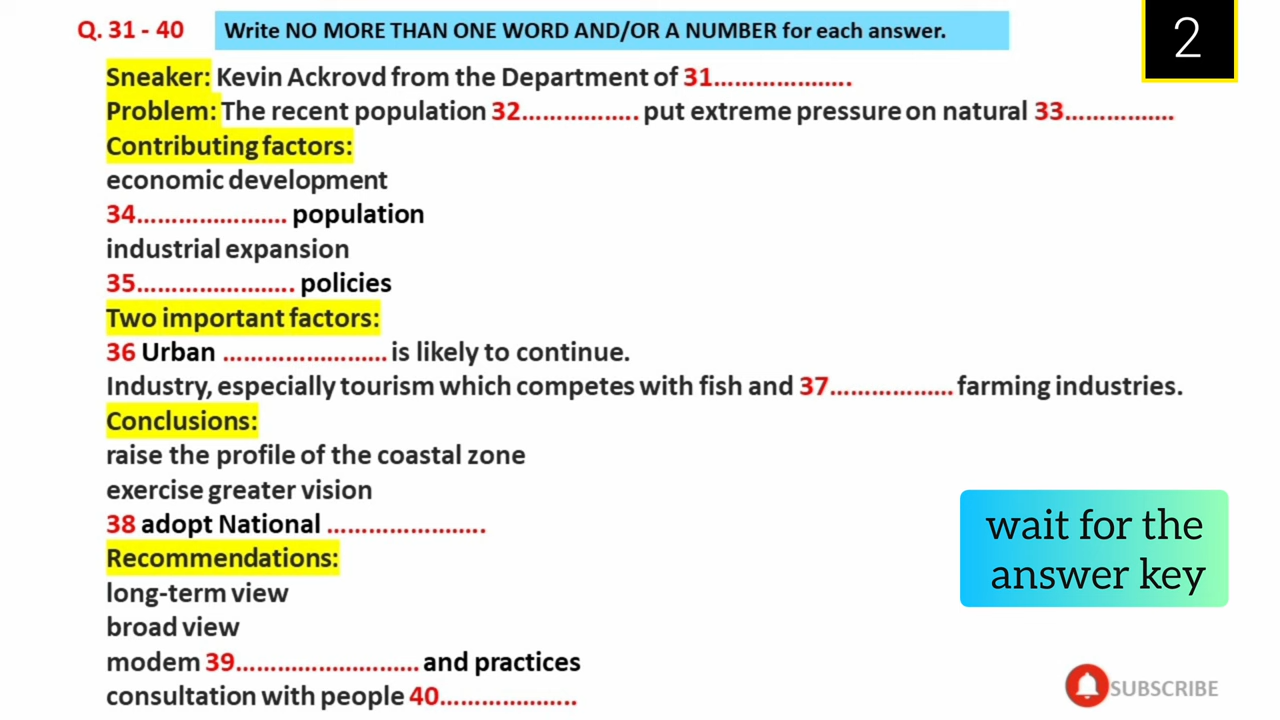 Q. 31 - 40
Write NO MORE THAN ONE WORD AND/OR A NUMBER for each answer.
2
Sneaker: Kevin Ackrovd from the Department of 31....................
Problem: The recent population 32................. put extreme pressure on natural 33................
Contributing factors:
economic development
34...................... population
industrial expansion
35....................... policies
Two important factors:
36 Urban ........................ is likely to continue.
Industry, especially tourism which competes with fish and 37.................. farming industries.
Conclusions:
raise the profile of the coastal zone
exercise greater vision
38 adopt National .......................
Recommendations:
long-term view
broad view
modem 39........................... and practices
consultation with people 40....................
wait for the
answer key
SUBSCRIBE